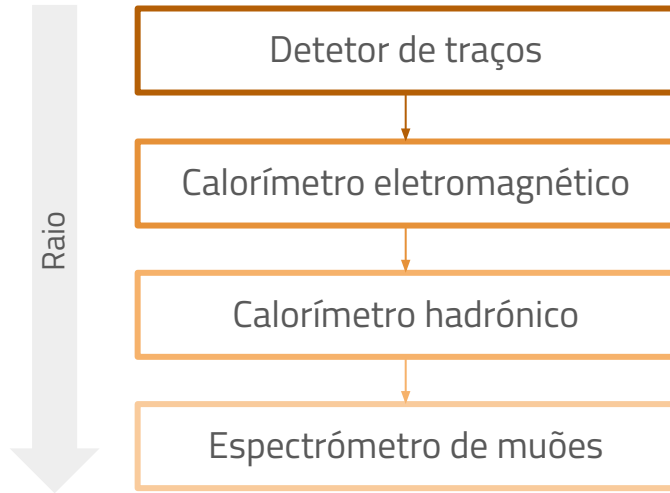 Detetor de traços
Calorímetro eletromagnético
Raio
Calorímetro hadrónico
Espectrómetro de muões